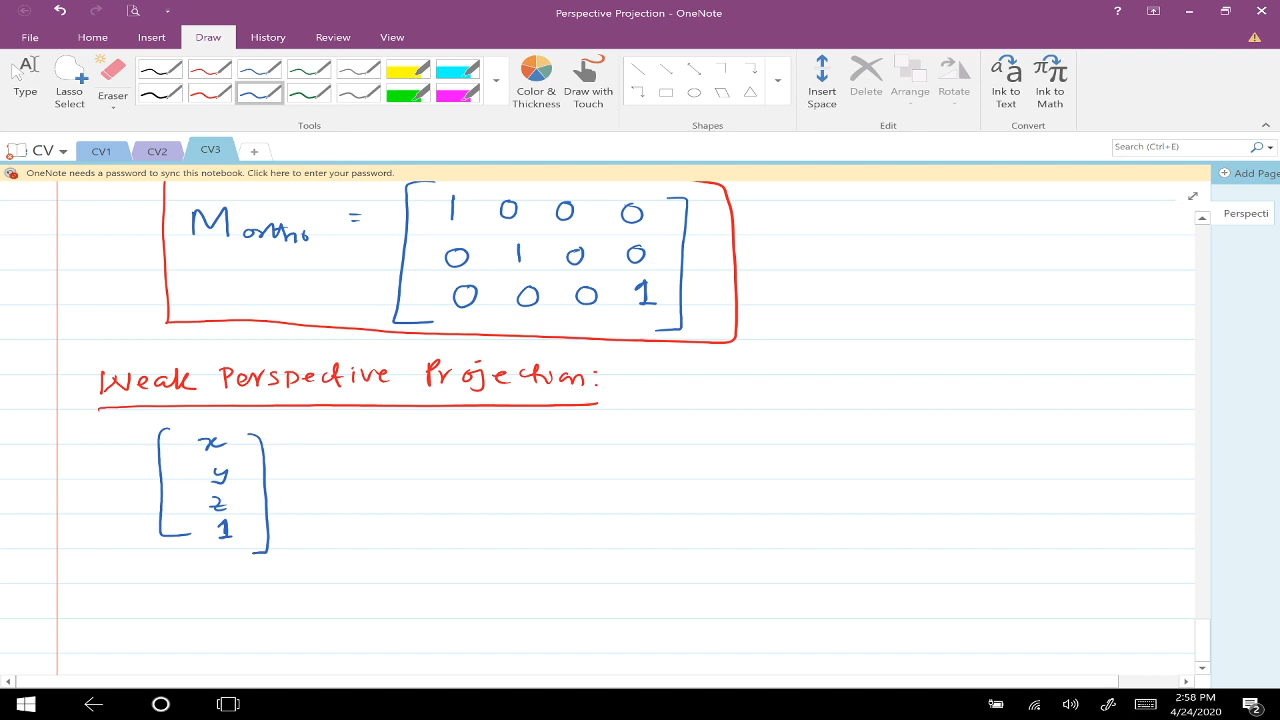 Perspective Projection - OneNote
File Home Insert Draw History Review View
Type Lasso Select Eraser Color & Thickness Draw with Touch Insert Space Delete Arrange Rotate Ink to Text Ink to Math
Tools Shapes Edit Convert
CV CV1 CV2 CV3 Search (Ctrl+E)
OneNote needs a password to sync this notebook. Click here to enter your password. Add Page
Perspecti
M ortho = 1 0 0 0
0 1 0 0
0 0 0 1
Weak Perspective Projection:
x
y
z
1
2:58 PM
4/24/2020
2